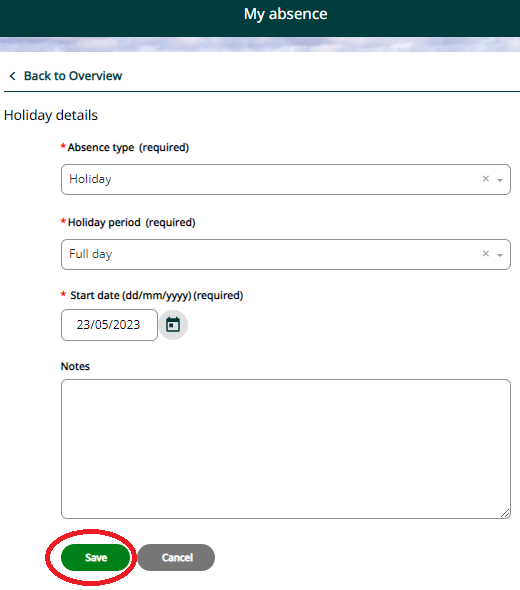 My absence
Back to Overview
Holiday details
*Absence type (required)
Holiday
*Holiday period (required)
Full day
* Start date (dd/mm/yyyy) (required)
23/05/2023
Notes
Save Cancel